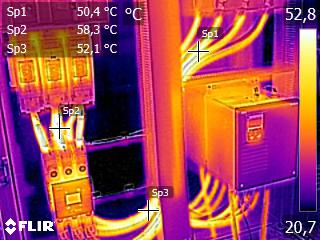 Sp1 50,4 °C °C 52,8
Sp2 58,3 °C
Sp3 52,1 °C
Sp1
Sp2
Sp3
FLIR 20,7